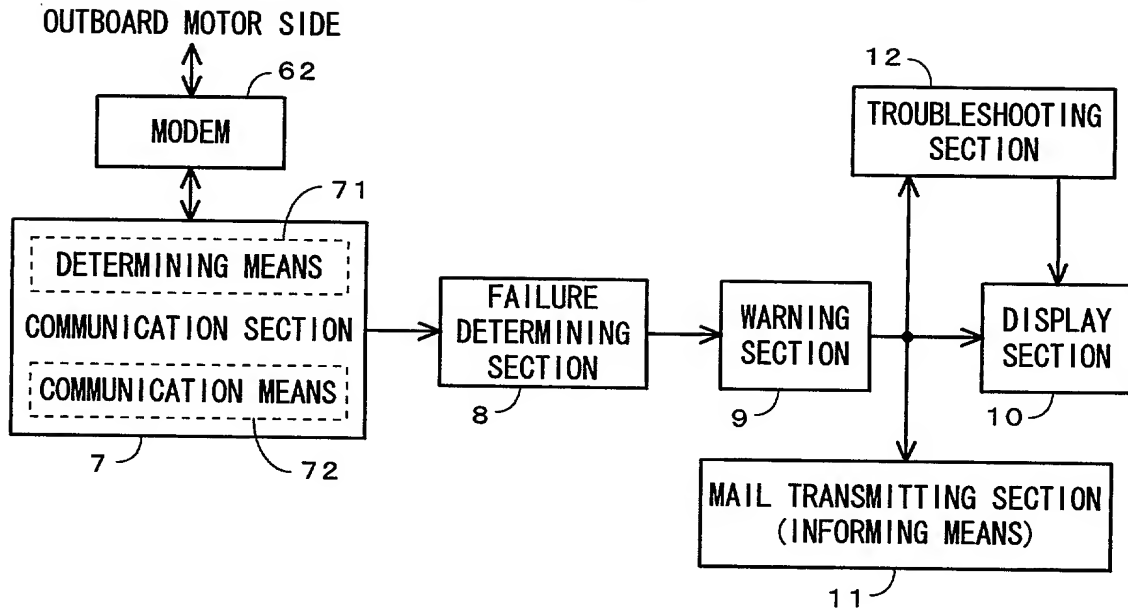 OUTBOARD MOTOR SIDE
62
MODEM
71
DETERMINING MEANS
COMMUNICATION SECTION
COMMUNICATION MEANS
7
72
FAILURE
DETERMINING
SECTION
8
WARNING
SECTION
9
12
TROUBLESHOOTING
SECTION
DISPLAY
SECTION
10
MAIL TRANSMITTING SECTION
(INFORMING MEANS)
11